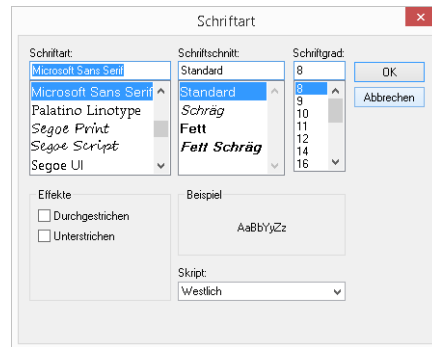 Schriftart
Schriftart:
Microsoft Sans Serif
Microsoft Sans Serif
Palatino Linotype
Segoe Print
Segoe Script
Segoe UI
Schriftschnitt:
Standard
Standard
Schräg
Fett
Fett Schräg
Schriftgrad:
8
8
9
10
11
12
14
16
OK
Abbrechen
Effekte
Durchgestrichen
Unterstrichen
Beispiel
AaBbYyZz
Skript:
Westlich